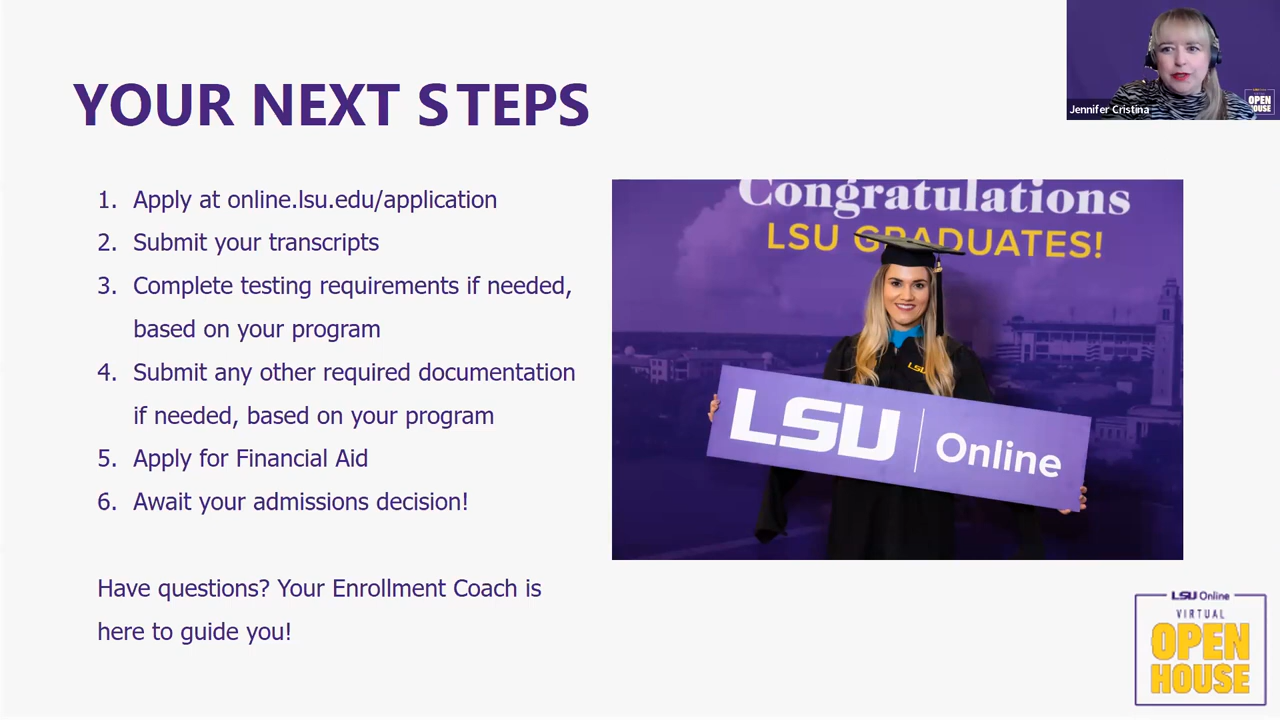 YOUR NEXT STEPS
Jennifer Cristina
OPEN
HOUSE
1. Apply at online.lsu.edu/application
2. Submit your transcripts
3. Complete testing requirements if needed,
based on your program
4. Submit any other required documentation
if needed, based on your program
5. Apply for Financial Aid
6. Await your admissions decision!
Have questions? Your Enrollment Coach is
here to guide you!
Congratulations
LSU GRADUATES!
LSU
LSU | Online
LSU Online
VIRTUAL
OPEN
HOUSE